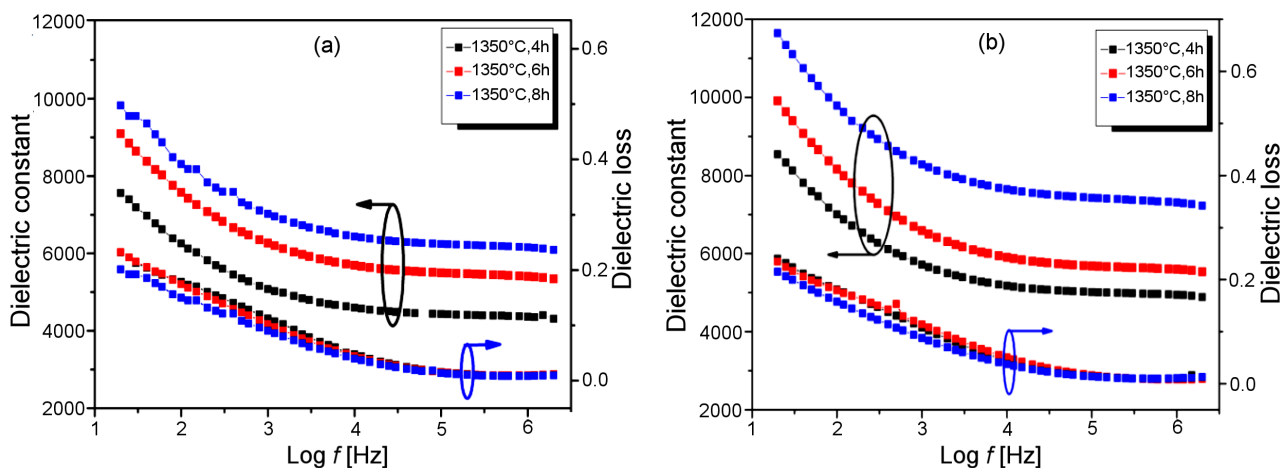 (a)
1350°C,4h
1350°C,6h
1350°C,8h
Dielectric constant
12000
10000
8000
6000
4000
2000
Dielectric loss
0.6
0.4
0.2
0.0
1 2 3 4 5 6
Log f [Hz]
(b)
1350°C,4h
1350°C,6h
1350°C,8h
Dielectric constant
12000
10000
8000
6000
4000
2000
Dielectric loss
0.6
0.4
0.2
0.0
1 2 3 4 5 6
Log f [Hz]